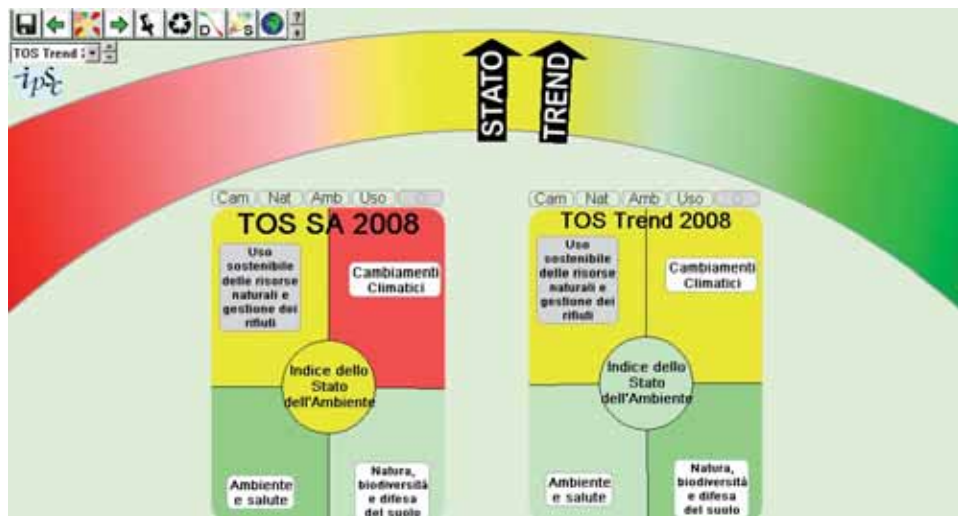 D
S
?
TOS Trend 2
ipsc
STATO
TREND
Cam Nat Amb Uso
TOS SA 2008
Uso
sostenibile
delle risorse
naturali e
gestione dei
rifiuti
Cambiamenti
Climatici
Indice dello
Stato
dell'Ambiente
Ambiente
e salute
Natura,
biodiversità
e difesa
del suolo
Cam Nat Amb Uso
TOS Trend 2008
Uso
sostenibile
delle risorse
naturali e
gestione dei
rifiuti
Cambiamenti
Climatici
Indice dello
Stato
dell'Ambiente
Ambiente
e salute
Natura,
biodiversità
e difesa
del suolo